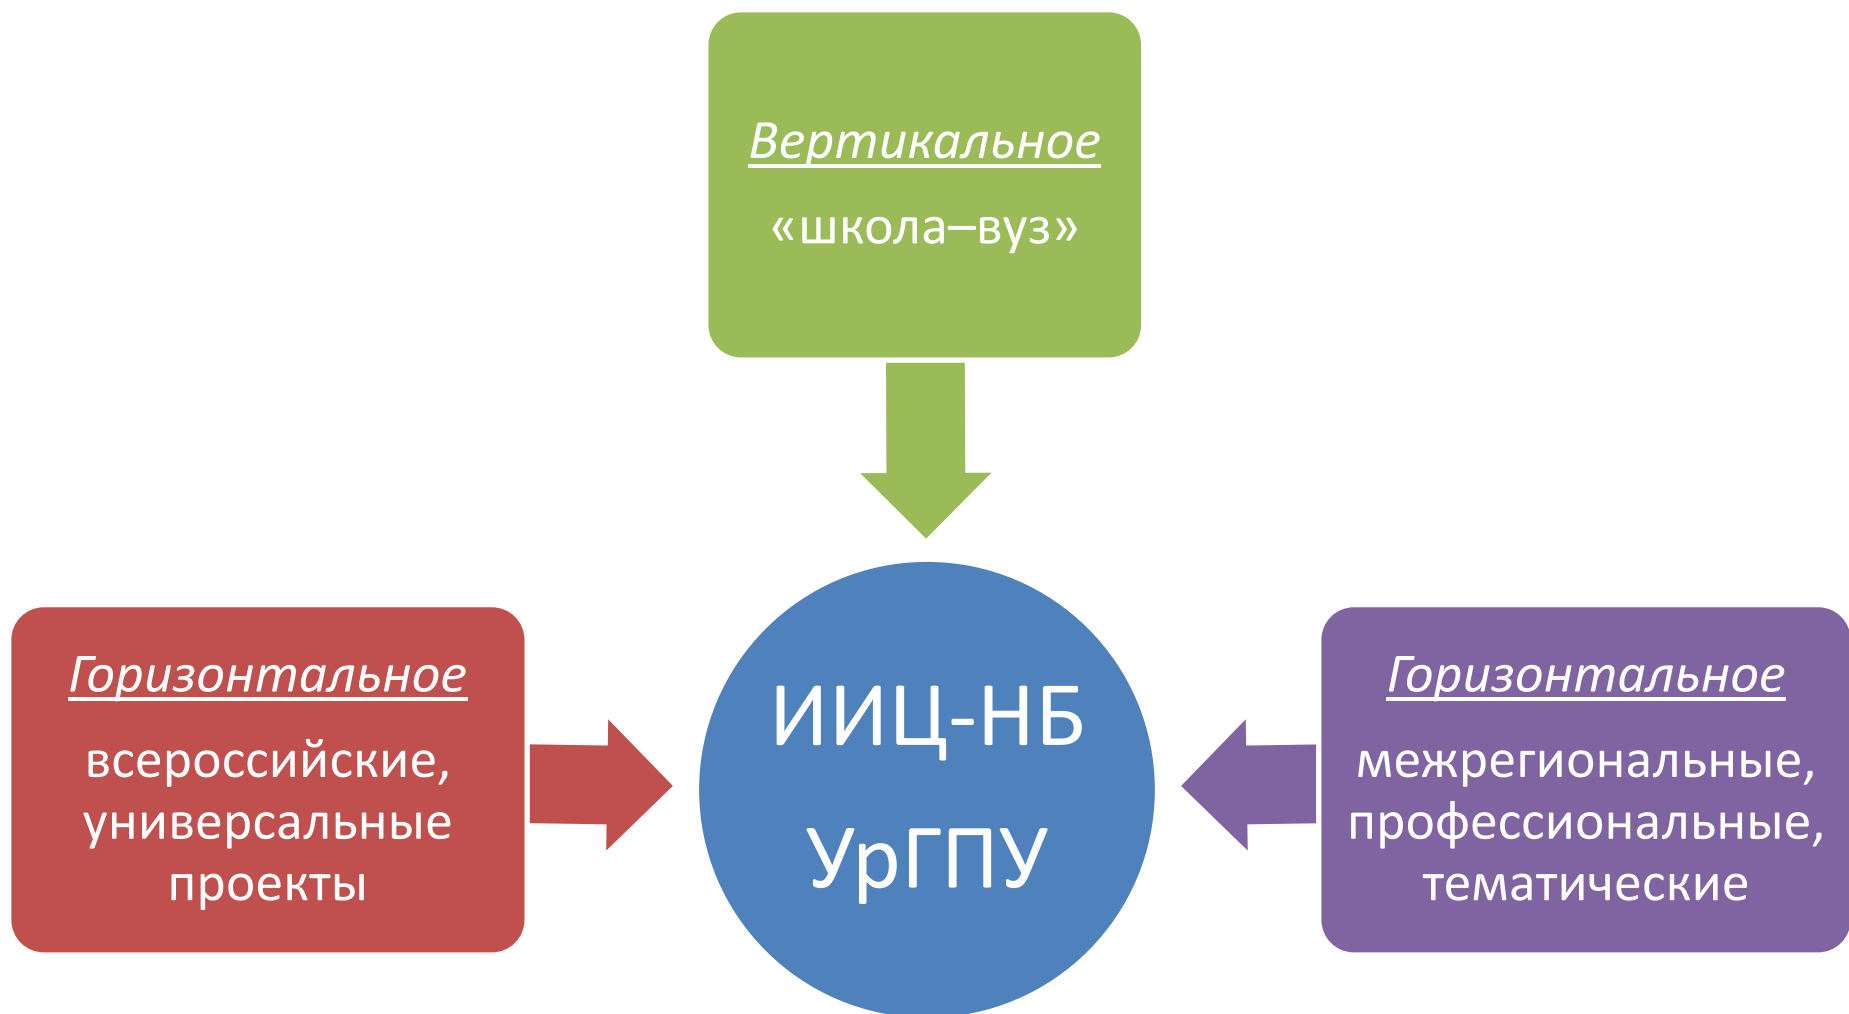 Вертикальное
«школа–вуз»
Горизонтальное
всероссийские,
универсальные
проекты
ИИЦ-НБ
УрГПУ
Горизонтальное
межрегиональные,
профессиональные,
тематические